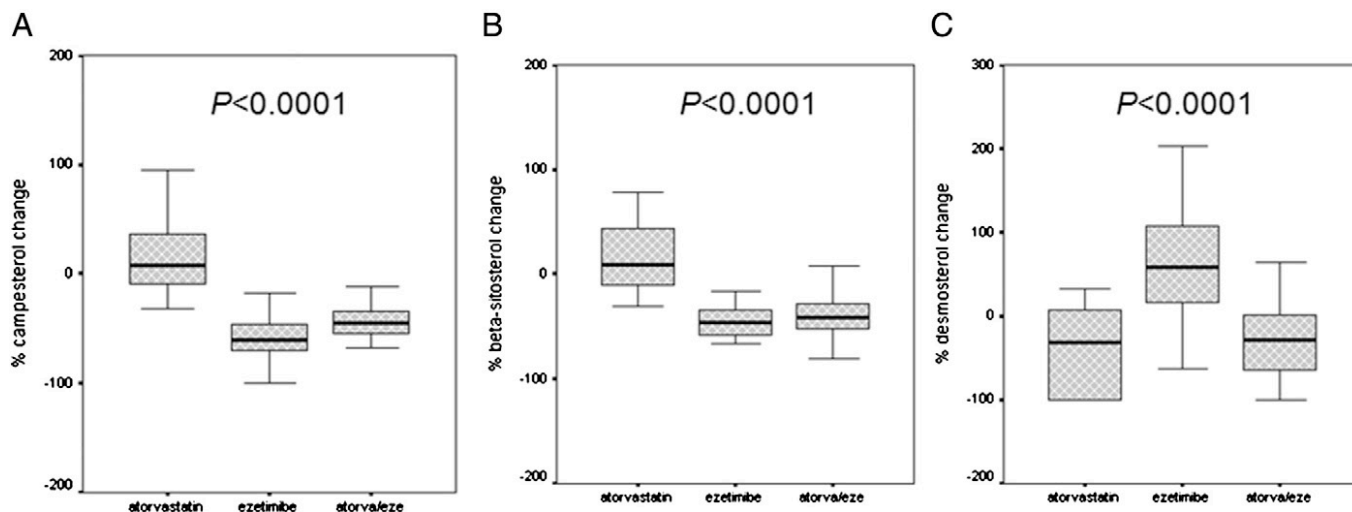 A
% campesterol change
200
100
0
-100
-200
P<0.0001
atorvastatin ezetimibe atorva/eze
B
% beta-sitosterol change
200
100
0
-100
-200
P<0.0001
atorvastatin ezetimibe atorva/eze
C
% desmosterol change
300
200
100
0
-100
-200
P<0.0001
atorvastatin ezetimibe atorva/eze